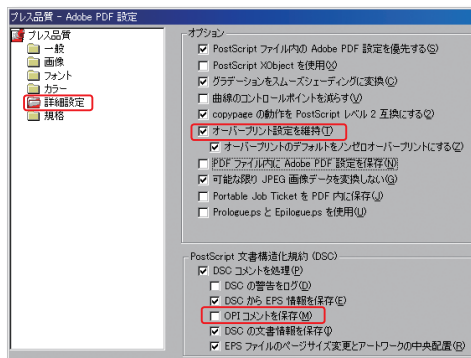 プレス品質 - Adobe PDF 設定
プレス品質
一般
画像
フォント
カラー
詳細設定
規格
オプション
PostScript ファイル内の Adobe PDF 設定を優先する(S)
PostScript XObject を使用(X)
グラデーションをスムーズシェーディングに変換(C)
曲線のコントロールポイントを減らす(V)
copypage の動作を PostScript レベル 2 互換にする(2)
オーバープリント設定を維持(T)
オーバープリントのデフォルトをノンゼロオーバープリントにする(Z)
PDF ファイル内に Adobe PDF 設定を保存(N)
可能な限り JPEG 画像データを変換しない(G)
Portable Job Ticket を PDF 内に保存(J)
Prologue.ps と Epilogue.ps を使用(U)
PostScript 文書構造化規約 (DSC)
DSC コメントを処理(P)
DSC の警告をログ(D)
DSC から EPS 情報を保存(E)
OPI コメントを保存(M)
DSC の文書情報を保存(I)
EPS ファイルのページサイズ変更とアートワークの中央配置(R)